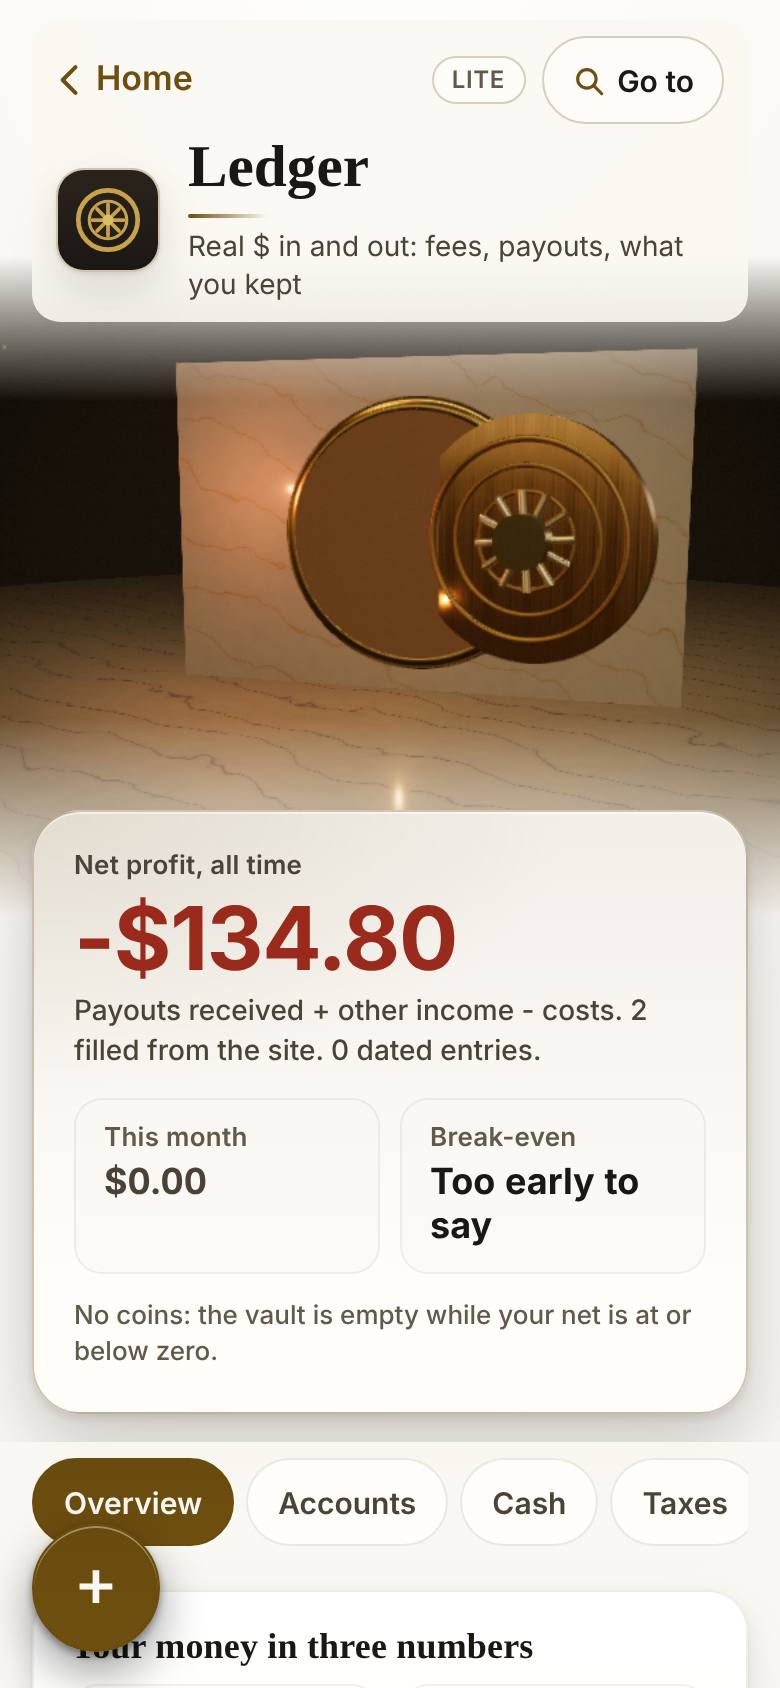 Home
LITE
Go to
Ledger
Real $ in and out: fees, payouts, what
you kept
Net profit, all time
-$134.80
Payouts received + other income - costs. 2
filled from the site. 0 dated entries.
This month
$0.00
Break-even
Too early to
say
No coins: the vault is empty while your net is at or
below zero.
Overview
Accounts
Cash
Taxes
+
Your money in three numbers